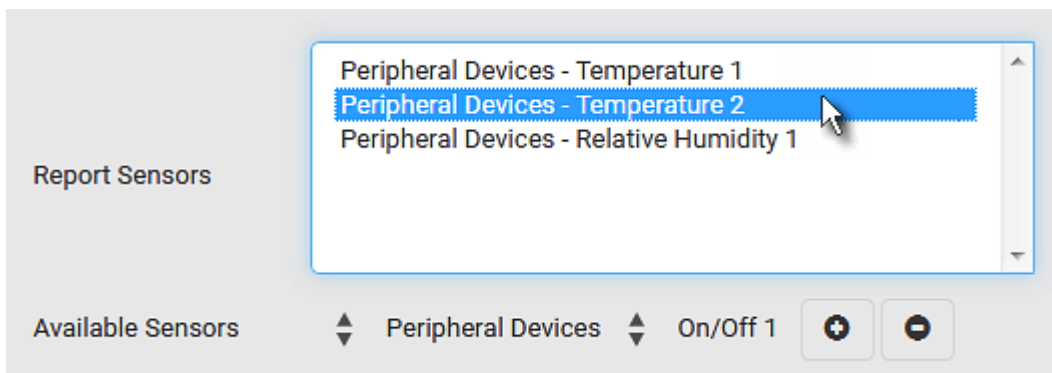 Peripheral Devices - Temperature 1
Peripheral Devices - Temperature 2
Peripheral Devices - Relative Humidity 1
Report Sensors
Available Sensors Peripheral Devices On/Off 1